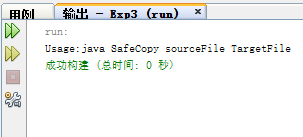 用例 输出 - Exp3 (run) ×
run:
Usage:java SafeCopy sourceFile TargetFile
成功构建 (总时间: 0 秒)